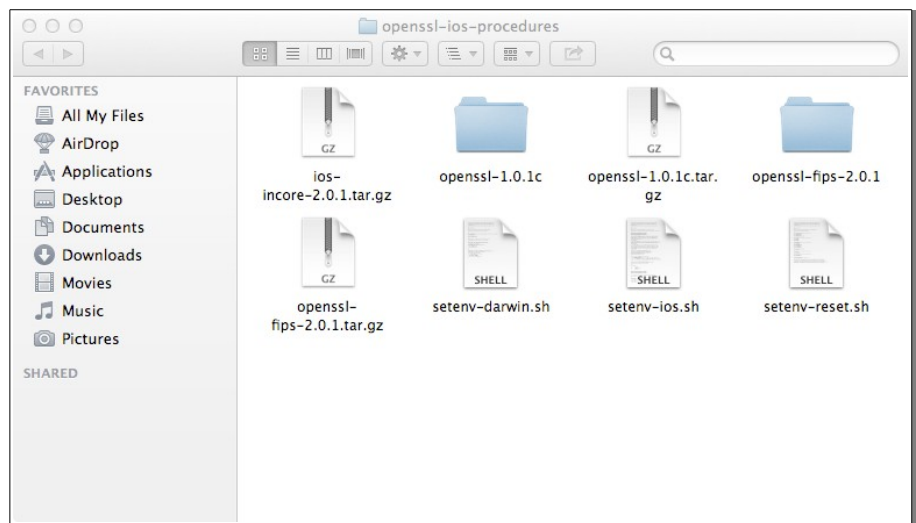 openssl-ios-procedures
FAVORITES
All My Files
AirDrop
Applications
Desktop
Documents
Downloads
Movies
Music
Pictures
SHARED
GZ
GZ
ios-
incore-2.0.1.tar.gz
openssl-1.0.1c
openssl-1.0.1c.tar.
gz
openssl-fips-2.0.1
GZ
SHELL
SHELL
SHELL
openssl-
fips-2.0.1.tar.gz
setenv-darwin.sh
setenv-ios.sh
setenv-reset.sh